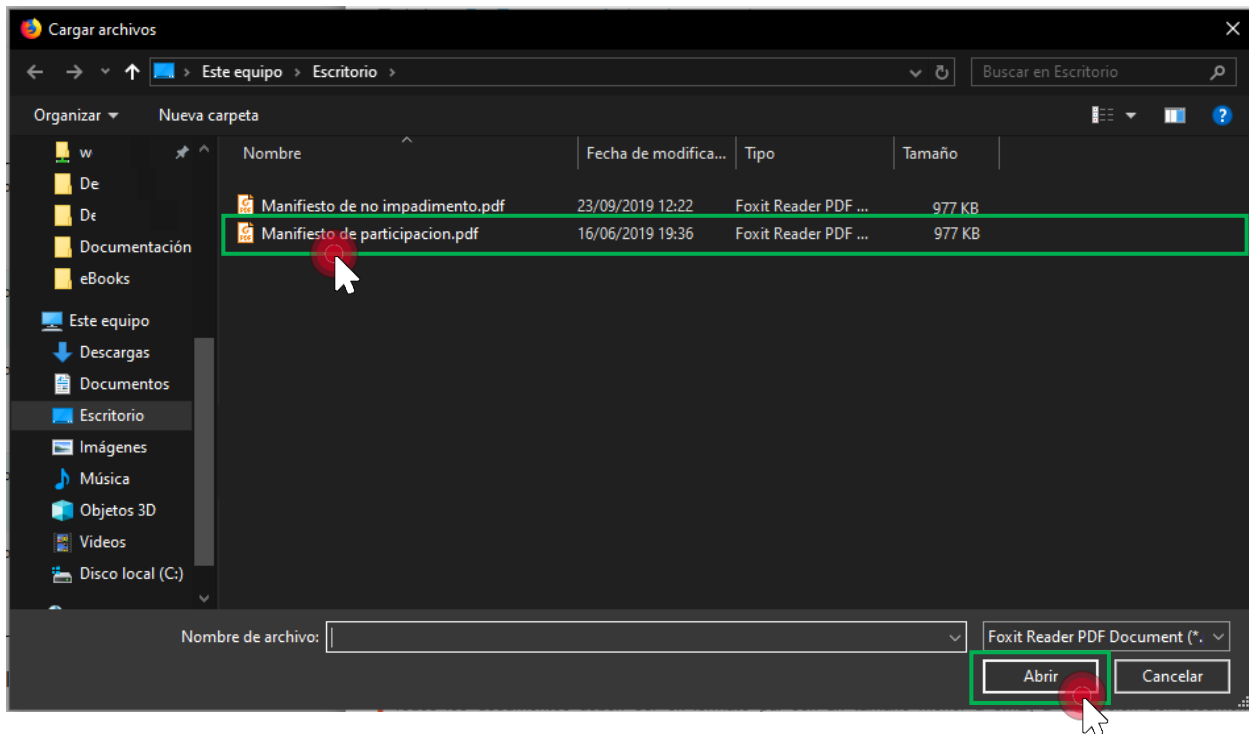 Cargar archivos
Este equipo > Escritorio >
Buscar en Escritorio
Organizar Nueva carpeta
Nombre Fecha de modifica... Tipo Tamaño
w
De
De
Documentación
eBooks
Este equipo
Descargas
Documentos
Escritorio
Imágenes
Música
Objetos 3D
Videos
Disco local (C:)
Manifiesto de no impadimento.pdf 23/09/2019 12:22 Foxit Reader PDF ... 977 KB
Manifiesto de participacion.pdf 16/06/2019 19:36 Foxit Reader PDF ... 977 KB
Nombre de archivo:
Foxit Reader PDF Document (*.
Abrir Cancelar